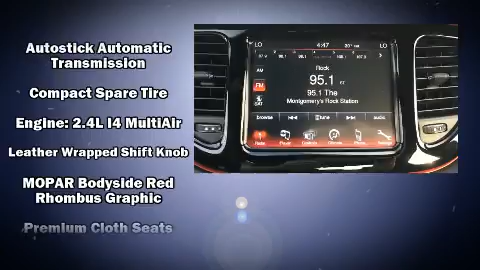 Autostick Automatic
Transmission
Compact Spare Tire
Engine: 2.4L I4 MultiAir
Leather Wrapped Shift Knob
MOPAR Bodyside Red
Rhombus Graphic
Premium Cloth Seats
LO 4:47 LO
AM
FM
SAT
Rock
95.1
95.1 The
Montgomery's Rock Station
browse tune audio
Radio Player Controls Climate Phone